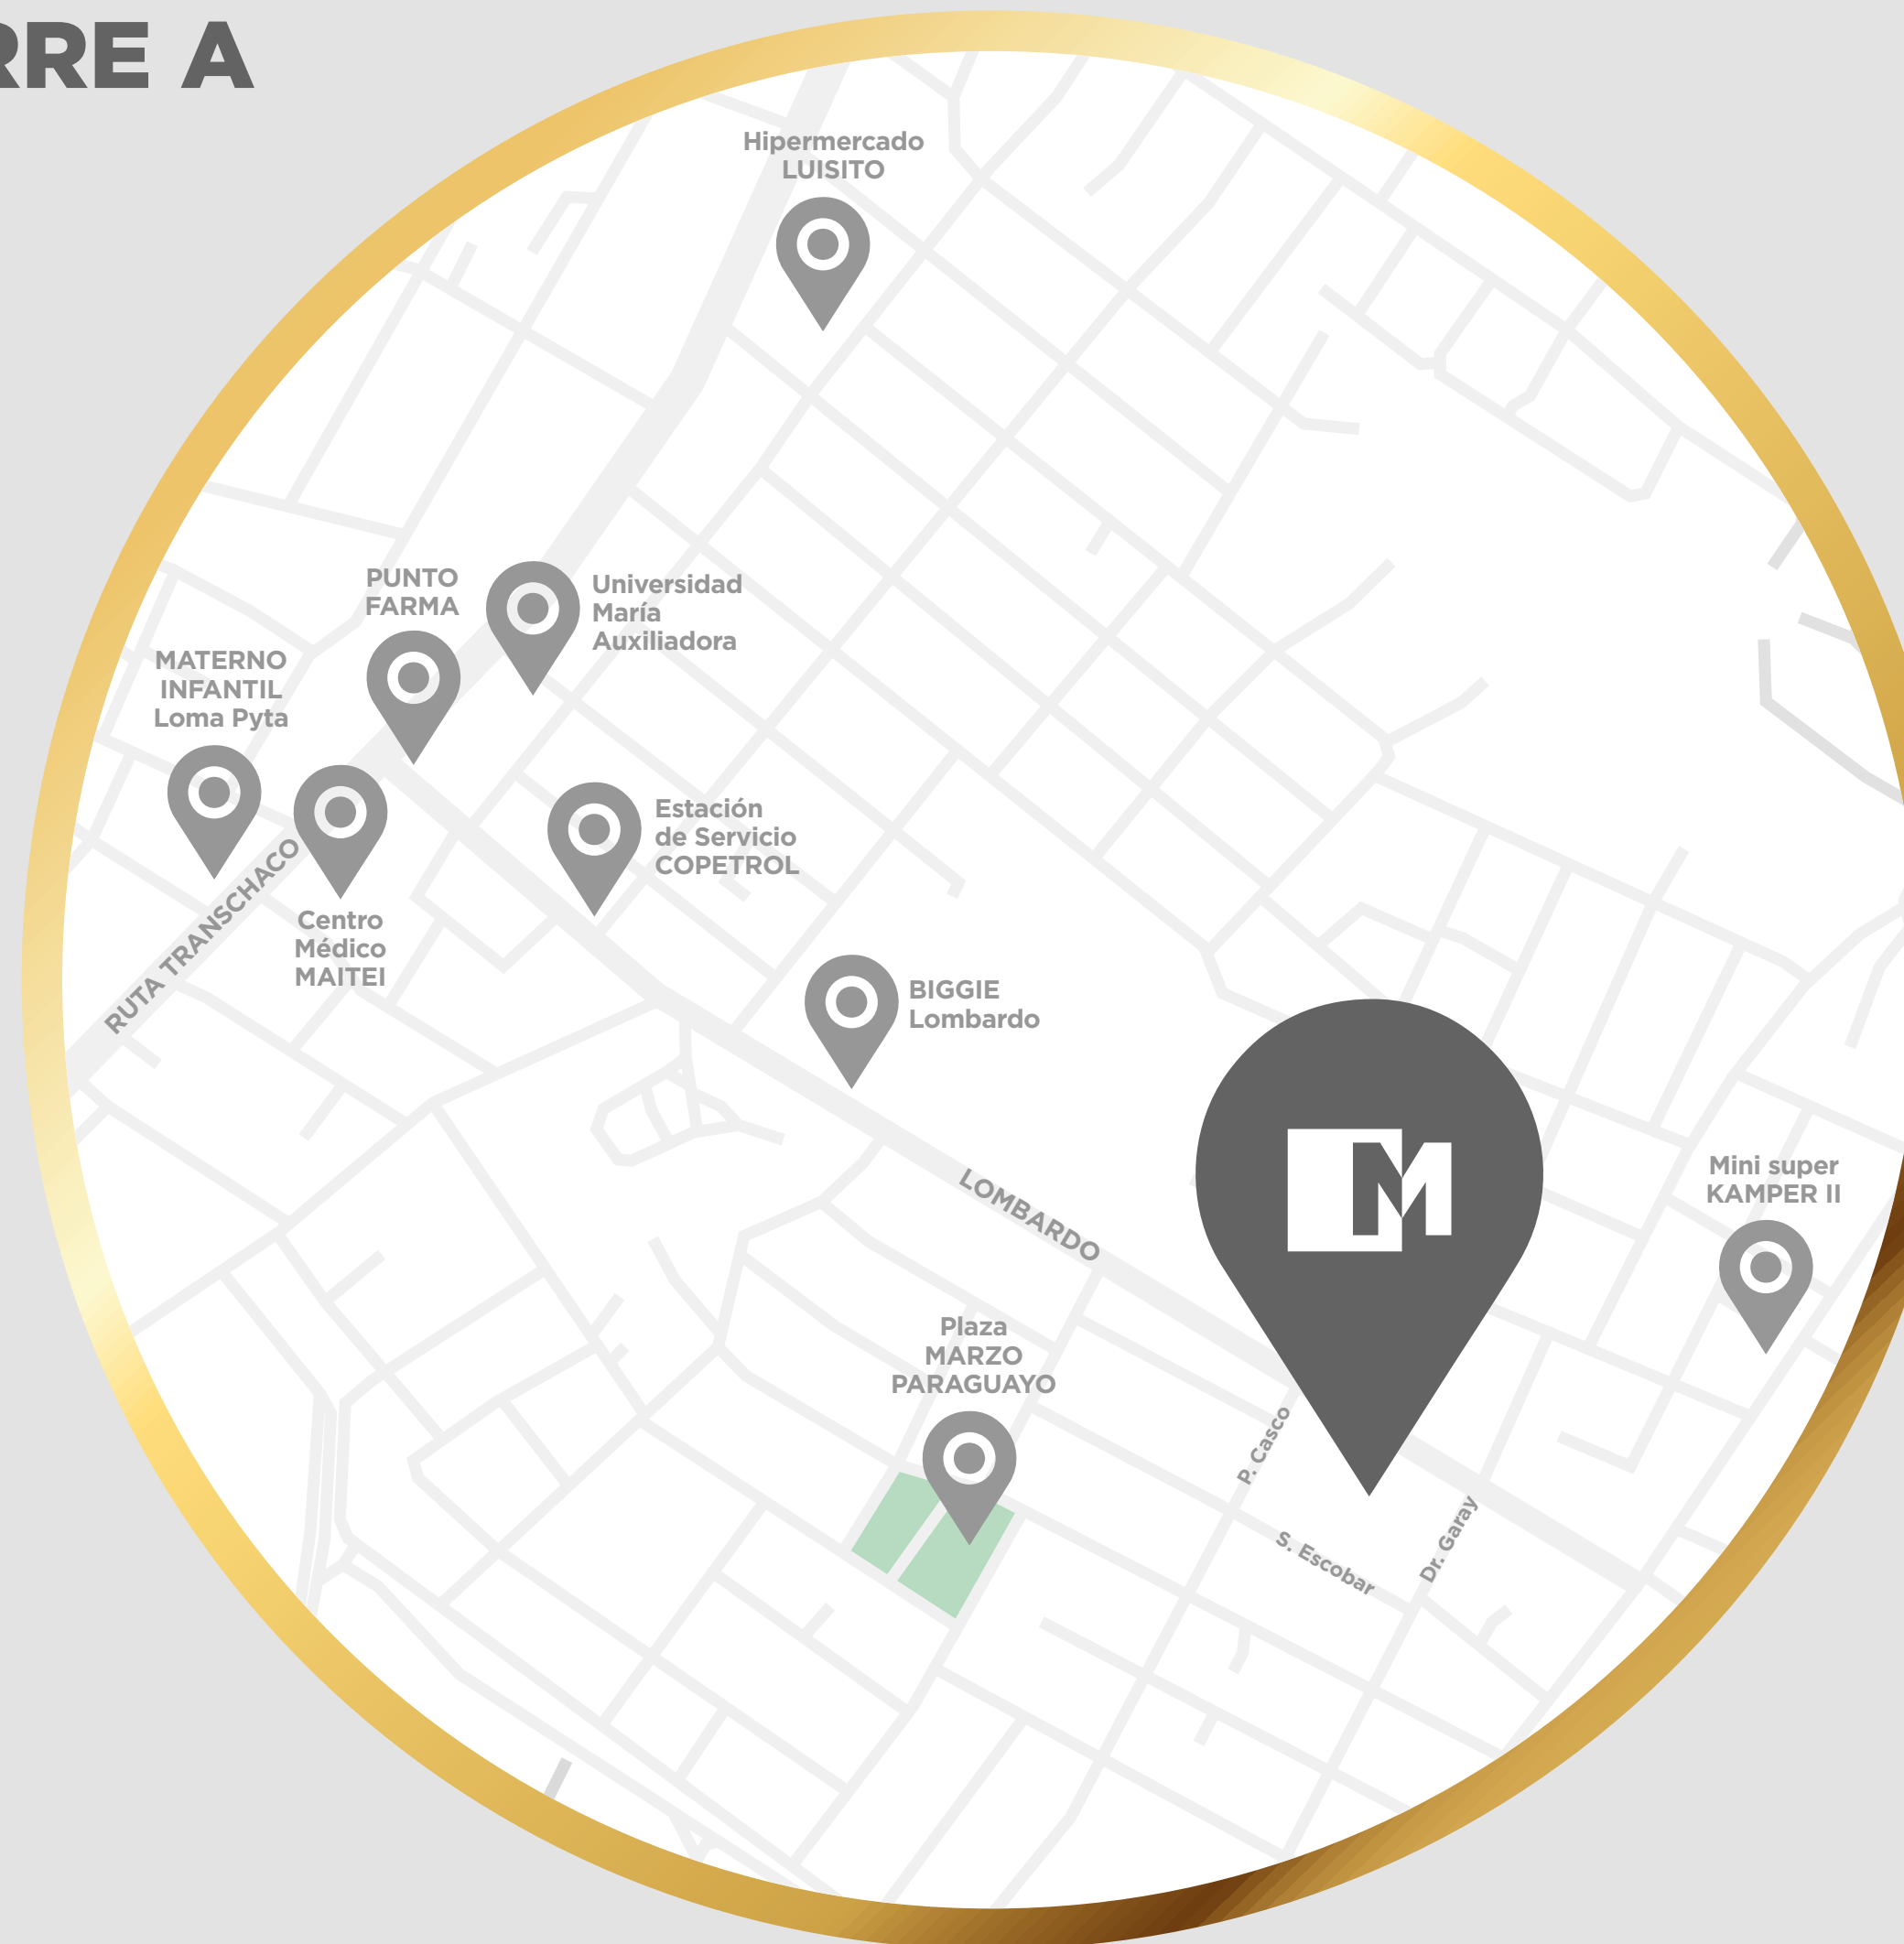 RRE A
Hipermercado
LUISITO
PUNTO
FARMA
Universidad
María
Auxiliadora
MATERNO
INFANTIL
Loma Pyta
Estación
de Servicio
COPETROL
RUTA TRANSCHACO
Centro
Médico
MAITEI
BIGGIE
Lombardo
M
LOMBARDO
Mini super
KAMPER II
Plaza
MARZO
PARAGUAYO
P. Casco
S. Escobar
Dr. Garay